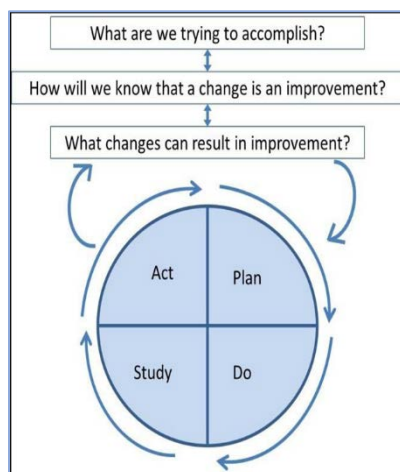 What are we trying to accomplish?
How will we know that a change is an improvement?
What changes can result in improvement?
Act
Plan
Study
Do